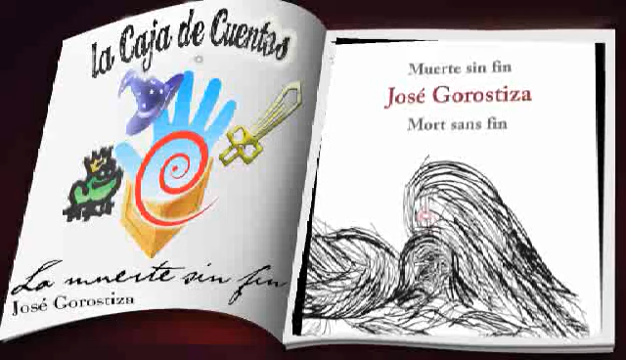 la Caja de Cuentos
La muerte sin fin
José Gorostiza
Muerte sin fin
José Gorostiza
Mort sans fin